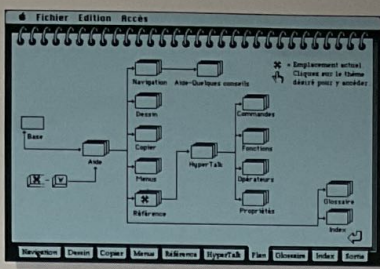 Fichier Edition Accès
✖ = Emplacement actuel
Cliquez sur le thème
désiré pour y accéder
Navigation Aide-Quelques conseils
Dessin Commandes
Base
Aide Copier Fonctions
HyperTalk
Menus Opérateurs
Référence Propriétés
Glossaire
Index
Navigation Dessin Copier Menus Référence HyperTalk Plan Glossaire Index Sortie